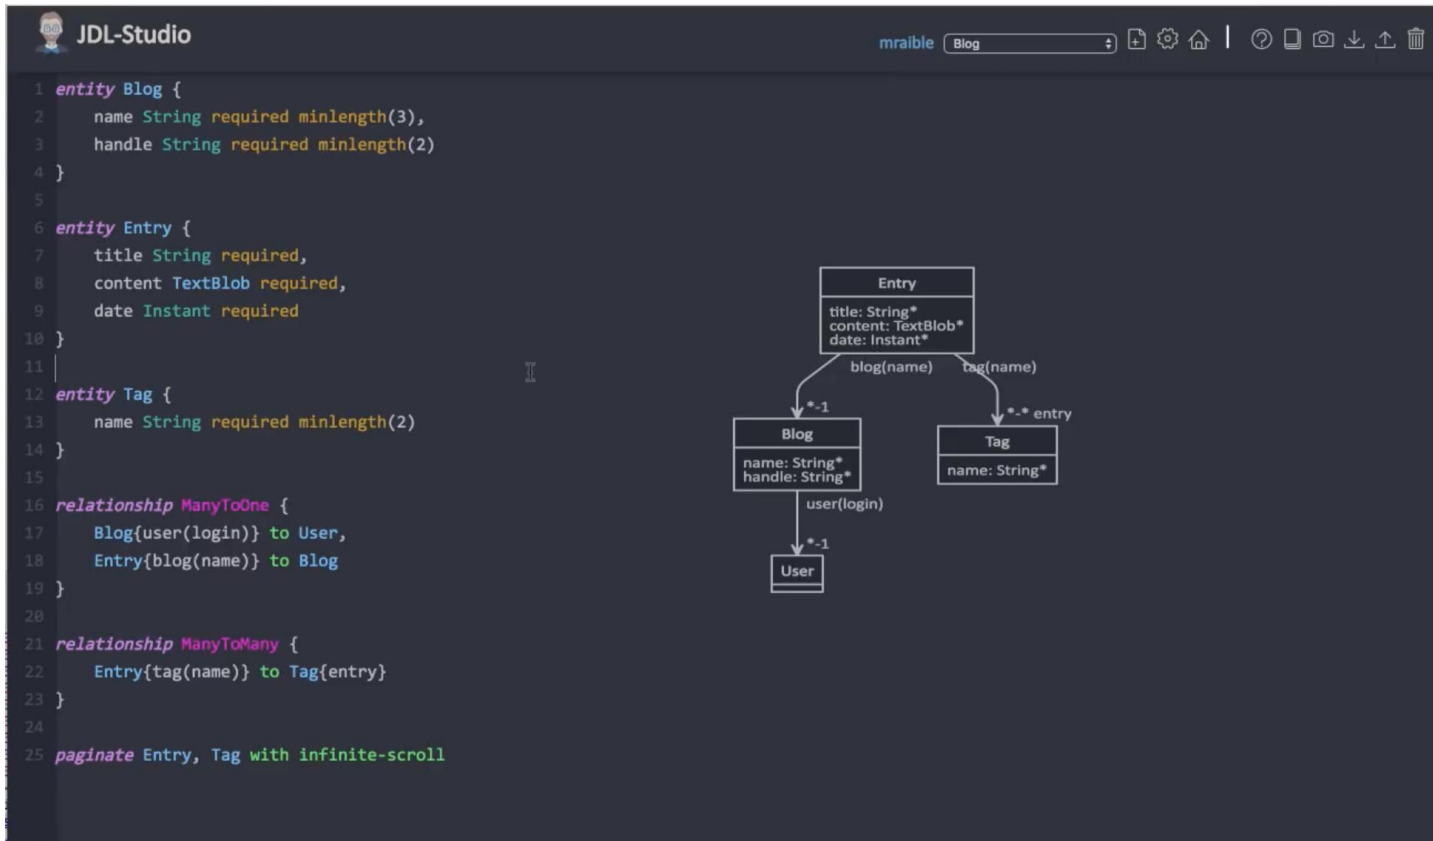 JDL-Studio
mraible Blog
1 entity Blog {
2 name String required minlength(3),
3 handle String required minlength(2)
4 }
5
6 entity Entry {
7 title String required,
8 content TextBlob required,
9 date Instant required
10 }
11
12 entity Tag {
13 name String required minlength(2)
14 }
15
16 relationship ManyToOne {
17 Blog{user(login)} to User,
18 Entry{blog(name)} to Blog
19 }
20
21 relationship ManyToMany {
22 Entry{tag(name)} to Tag{entry}
23 }
24
25 paginate Entry, Tag with infinite-scroll
Entry
title: String*
content: TextBlob*
date: Instant*
blog(name) tag(name)
*-1
*-* entry
Blog
name: String*
handle: String*
Tag
name: String*
user(login)
*-1
User